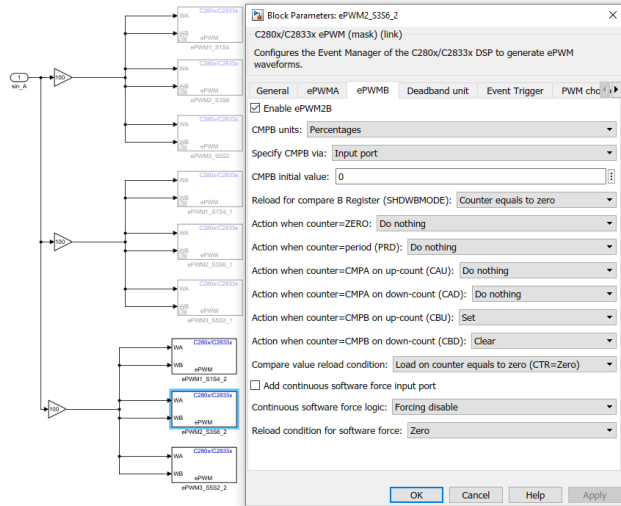 C280x/C2833x
WA
WB
ePWM
ePWM1_S1S4
C280x/C2833x
WA
WB
ePWM
ePWM2_S3S6
C280x/C2833x
WA
WB
ePWM
ePWM3_S5S2
1
sin_A
100
C280x/C2833x
WA
WB
ePWM
ePWM1_S1S4_1
C280x/C2833x
WA
WB
ePWM
ePWM2_S3S6_1
C280x/C2833x
WA
WB
ePWM
ePWM3_S5S2_1
100
C280x/C2833x
WA
WB
ePWM
ePWM1_S1S4_2
C280x/C2833x
WA
WB
ePWM
ePWM2_S3S6_2
C280x/C2833x
WA
WB
ePWM
ePWM3_S5S2_2
100
Block Parameters: ePWM2_S3S6_2
C280x/C2833x ePWM (mask) (link)
Configures the Event Manager of the C280x/C2833x DSP to generate ePWM
waveforms.
General ePWMA ePWMB Deadband unit Event Trigger PWM cho
Enable ePWM2B
CMPB units: Percentages
Specify CMPB via: Input port
CMPB initial value: 0
Reload for compare B Register (SHDWBMODE): Counter equals to zero
Action when counter=ZERO: Do nothing
Action when counter=period (PRD): Do nothing
Action when counter=CMPA on up-count (CAU): Do nothing
Action when counter=CMPA on down-count (CAD): Do nothing
Action when counter=CMPB on up-count (CBU): Set
Action when counter=CMPB on down-count (CBD): Clear
Compare value reload condition: Load on counter equals to zero (CTR=Zero)
Add continuous software force input port
Continuous software force logic: Forcing disable
Reload condition for software force: Zero
OK Cancel Help Apply